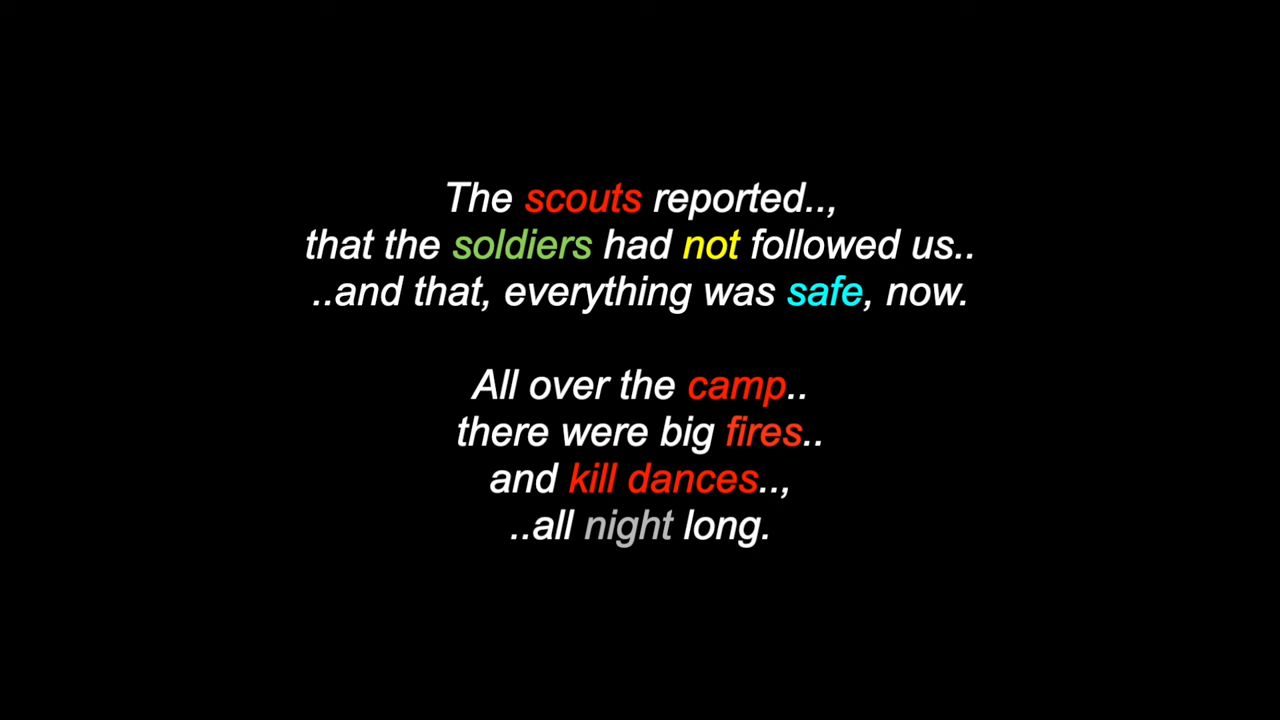 The scouts reported..,
that the soldiers had not followed us..
..and that, everything was safe, now.
All over the camp..
there were big fires..
and kill dances..,
..all night long.